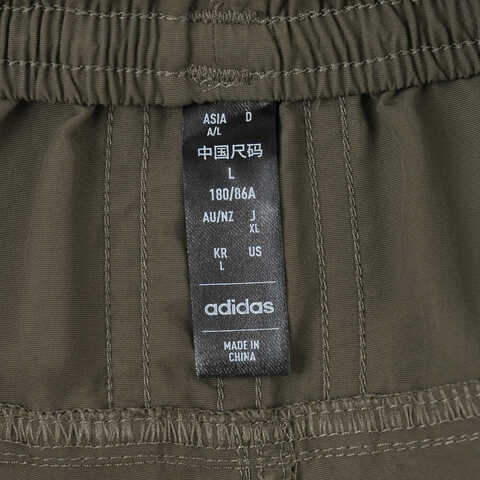 ASIA D
A/L
中国尺码
L
180/86A
AU/NZ J
XL
KR US
L
adidas
MADE IN
CHINA